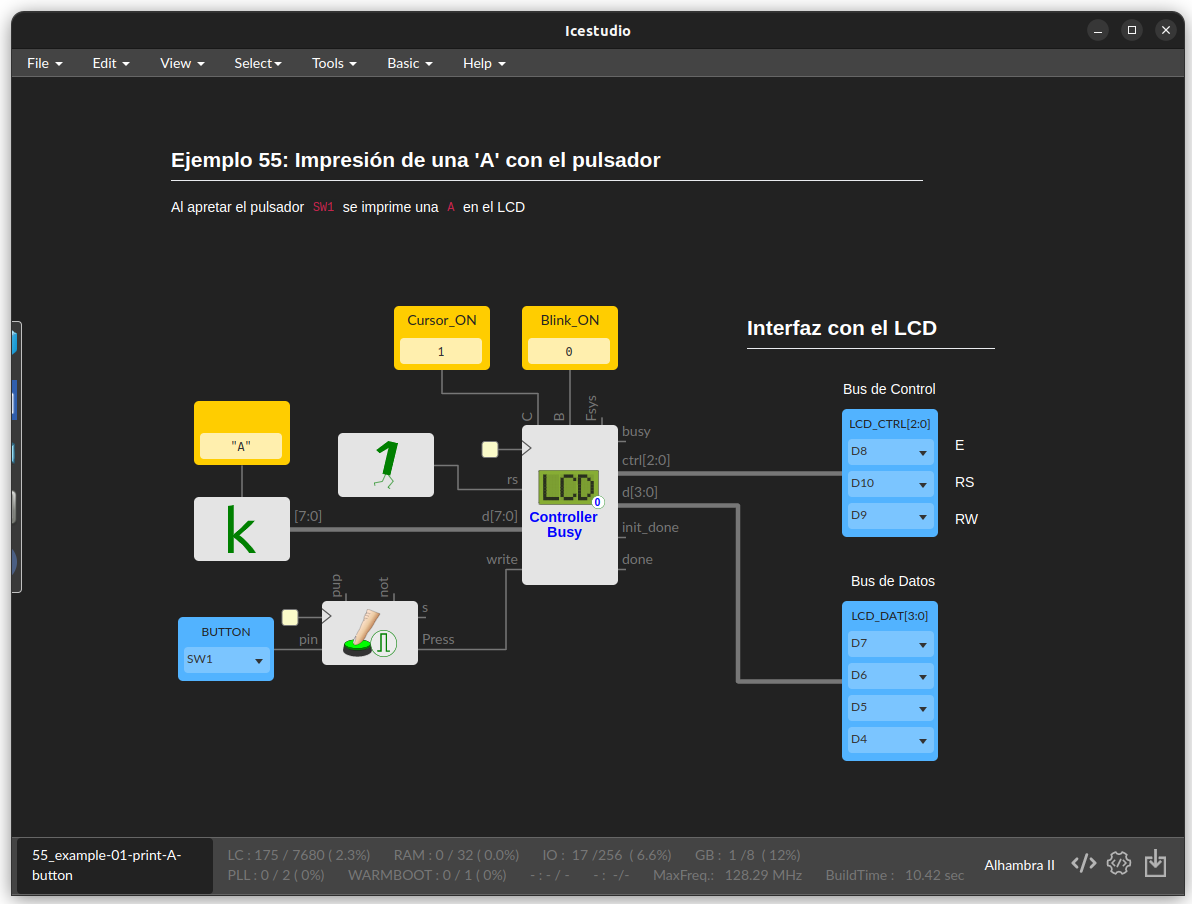 Icestudio
File Edit View Select Tools Basic Help
Ejemplo 55: Impresión de una 'A' con el pulsador
Al apretar el pulsador SW1 se imprime una A en el LCD
Cursor_ON
1
Blink_ON
0
Interfaz con el LCD
"A"
k
[7:0]
1
C
B
Fsys
rs
d[7:0]
write
LCD
0
Controller
Busy
busy
ctrl[2:0]
d[3:0]
init_done
done
Bus de Control
LCD_CTRL[2:0]
D8
E
D10
RS
D9
RW
BUTTON
SW1
pup
not
pin
s
Press
Bus de Datos
LCD_DAT[3:0]
D7
D6
D5
D4
55_example-01-print-A-
button
LC : 175 / 7680 ( 2.3%) RAM : 0 / 32 ( 0.0%) IO : 17 /256 ( 6.6%) GB : 1 /8 ( 12%)
PLL : 0 / 2 ( 0%) WARMBOOT : 0 / 1 ( 0%) - : - / - - : -/- MaxFreq.: 128.29 MHz BuildTime : 10.42 sec
Alhambra II